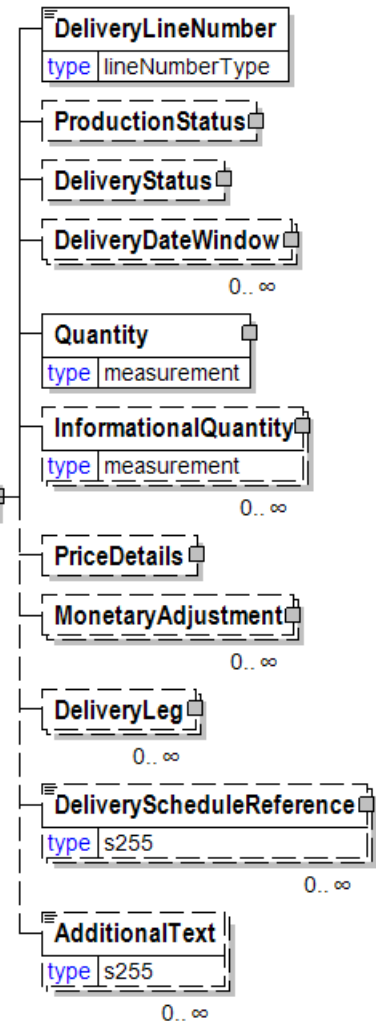 DeliveryLineNumber
type lineNumberType
ProductionStatus
DeliveryStatus
DeliveryDateWindow
0.. ∞
Quantity
type measurement
InformationalQuantity
type measurement
0.. ∞
PriceDetails
MonetaryAdjustment
0.. ∞
DeliveryLeg
0.. ∞
DeliveryScheduleReference
type s255
0.. ∞
AdditionalText
type s255
0.. ∞